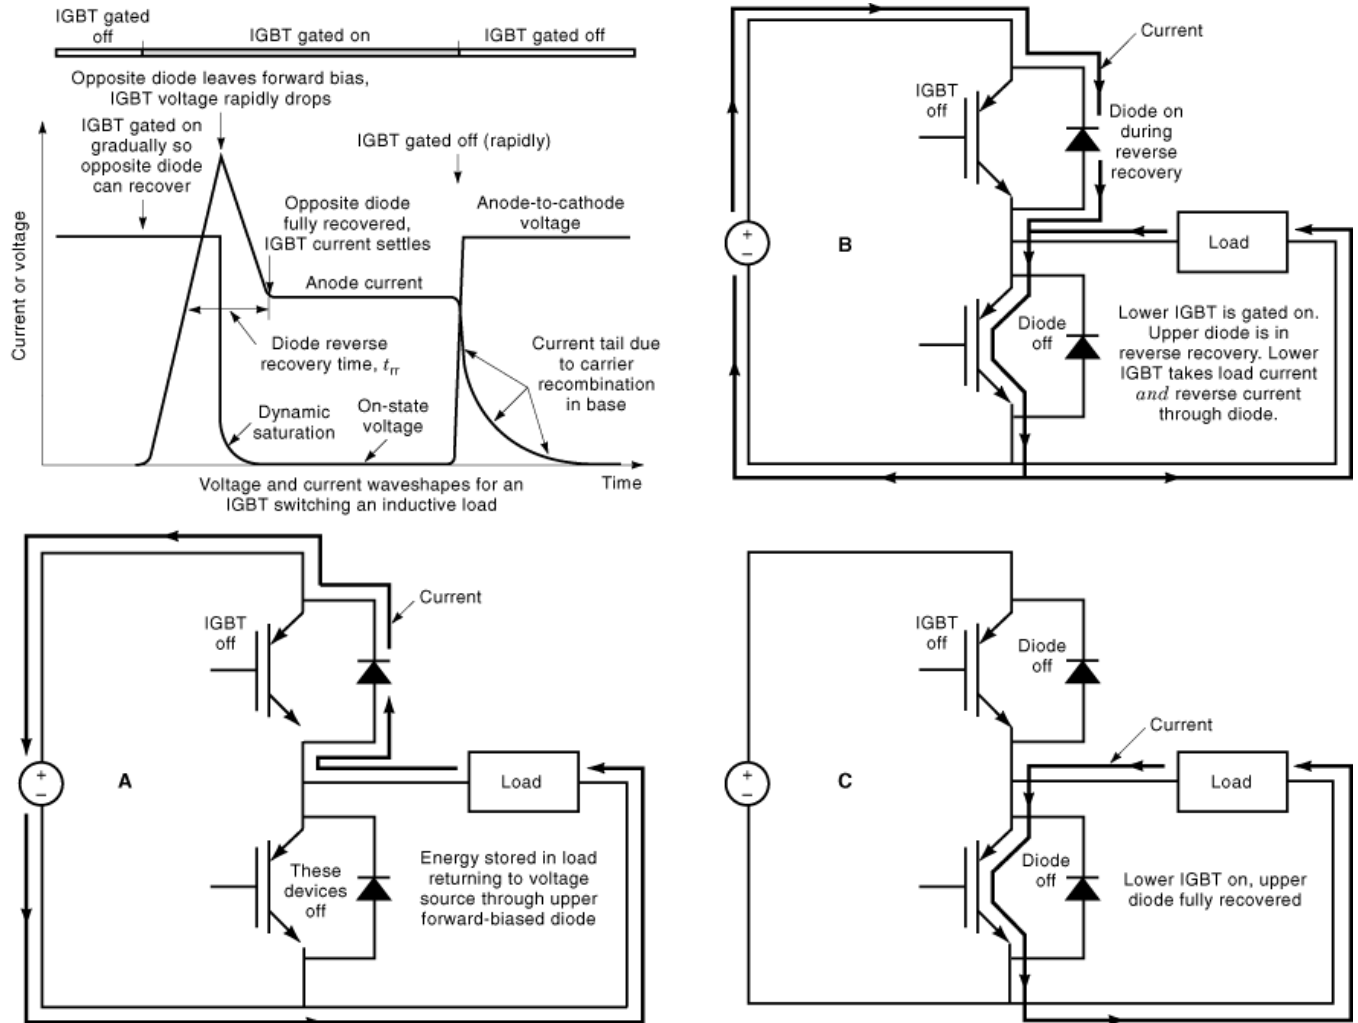 IGBT gated
off
IGBT gated on
IGBT gated off
Opposite diode leaves forward bias,
IGBT voltage rapidly drops
IGBT gated on
gradually so
opposite diode
can recover
IGBT gated off (rapidly)
Opposite diode
fully recovered,
IGBT current settles
Anode-to-cathode
voltage
Current or voltage
Anode current
Diode reverse
recovery time, trr
Current tail due
to carrier
recombination
in base
Dynamic
saturation
On-state
voltage
Time
Voltage and current waveshapes for an
IGBT switching an inductive load
Current
IGBT
off
Diode on
during
reverse
recovery
+
−
B
Load
Diode
off
Lower IGBT is gated on.
Upper diode is in
reverse recovery. Lower
IGBT takes load current
and reverse current
through diode.
Current
IGBT
off
+
−
A
Load
These
devices
off
Energy stored in load
returning to voltage
source through upper
forward-biased diode
IGBT
off
Diode
off
Current
+
−
C
Load
Diode
off
Lower IGBT on, upper
diode fully recovered